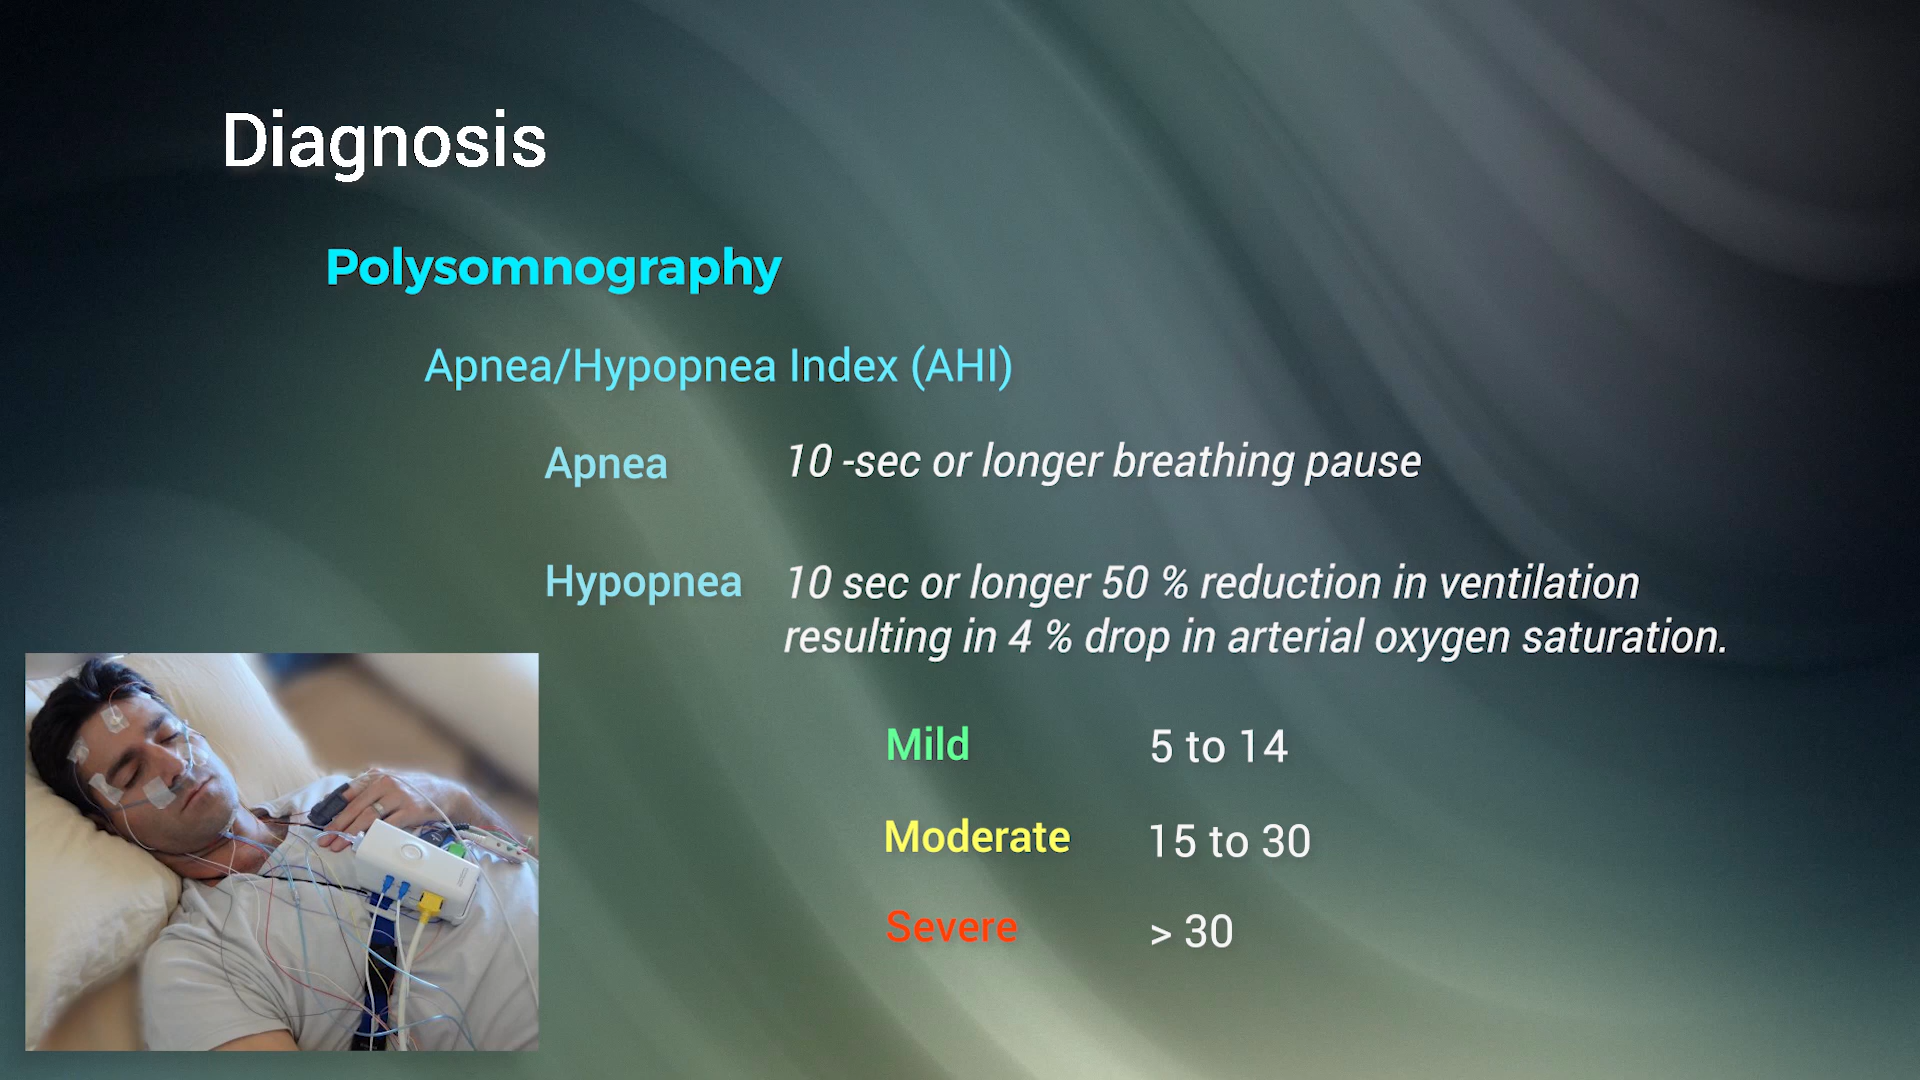 Diagnosis
Polysomnography
Apnea/Hypopnea Index (AHI)
Apnea 10 -sec or longer breathing pause
Hypopnea 10 sec or longer 50 % reduction in ventilation
resulting in 4 % drop in arterial oxygen saturation.
Mild 5 to 14
Moderate 15 to 30
Severe > 30